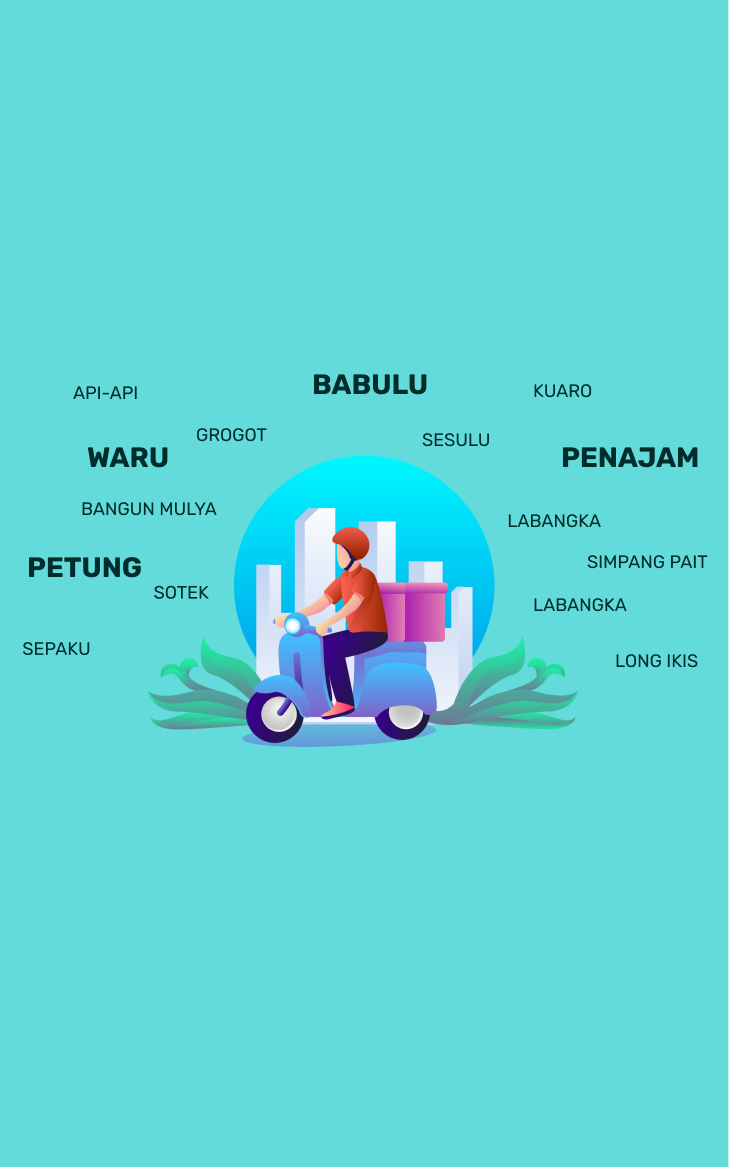 BABULU
API-API
KUARO
GROGOT
SESULU
WARU
PENAJAM
BANGUN MULYA
LABANGKA
PETUNG
SIMPANG PAIT
SOTEK
LABANGKA
SEPAKU
LONG IKIS